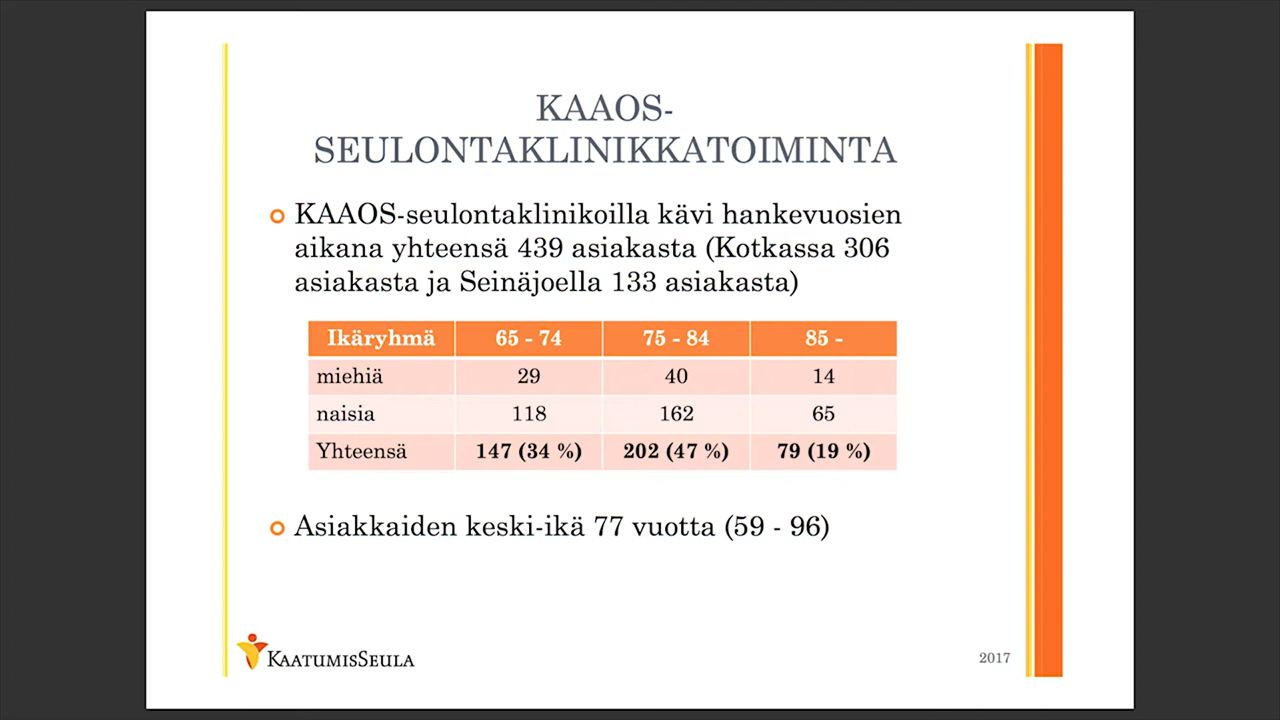 KAAOS-
SEULONTAKLINIKKATOIMINTA
KAAOS-seulontaklinikoilla kävi hankevuosien
aikana yhteensä 439 asiakasta (Kotkassa 306
asiakasta ja Seinäjoella 133 asiakasta)
Ikäryhmä 65 - 74 75 - 84 85 -
miehiä 29 40 14
naisia 118 162 65
Yhteensä 147 (34 %) 202 (47 %) 79 (19 %)
Asiakkaiden keski-ikä 77 vuotta (59 - 96)
KAATUMISSEULA
2017